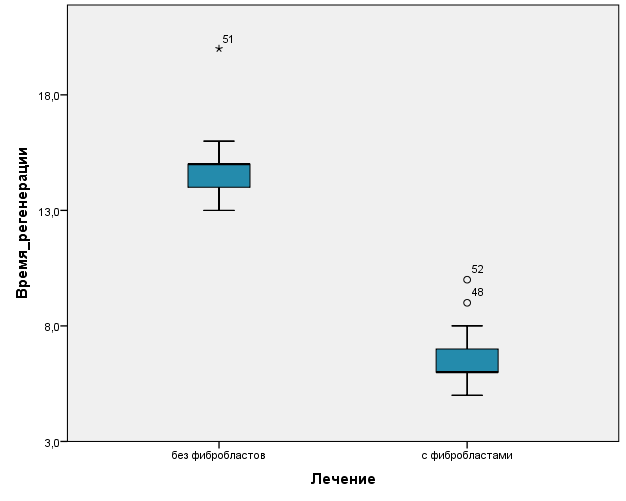 51
18,0
13,0
52
48
8,0
3,0
Время_регенерации
без фибробластов
с фибробластами
Лечение